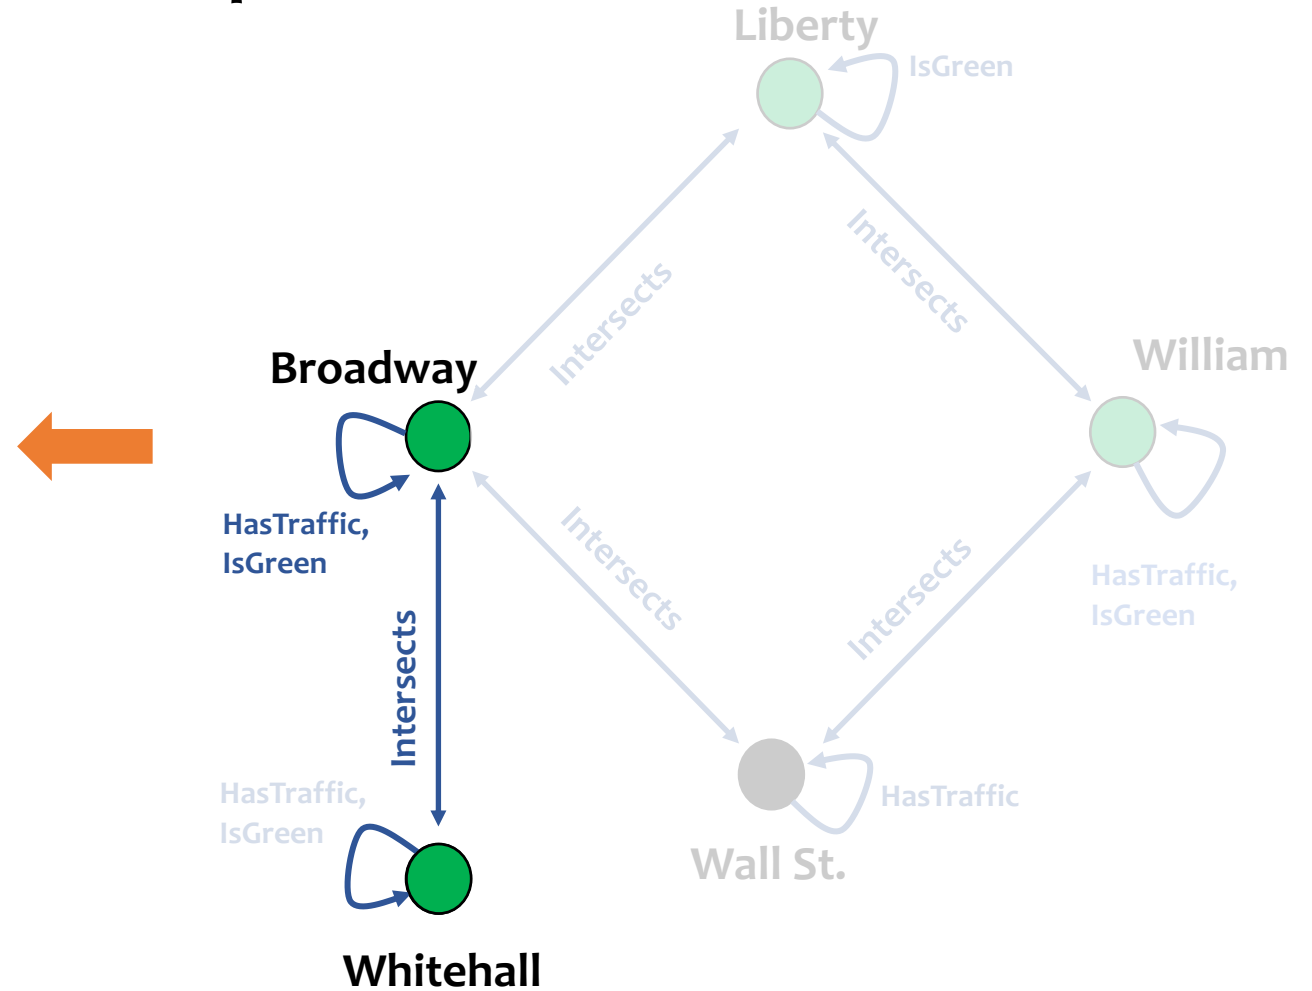 Liberty
IsGreen
Intersects
Intersects
Broadway
William
HasTraffic,
IsGreen
Intersects
Intersects
HasTraffic,
IsGreen
Intersects
HasTraffic,
IsGreen
HasTraffic
Wall St.
Whitehall